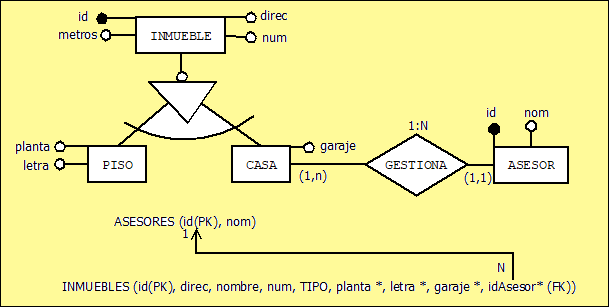 id
direc
metros
INMUEBLE
num
planta
letra
PISO
CASA
garaje
(1,n)
1:N
GESTIONA
id
nom
(1,1)
ASESOR
ASESORES (id(PK), nom)
1
N
INMUEBLES (id(PK), direc, nombre, num, TIPO, planta *, letra *, garaje *, idAsesor* (FK))